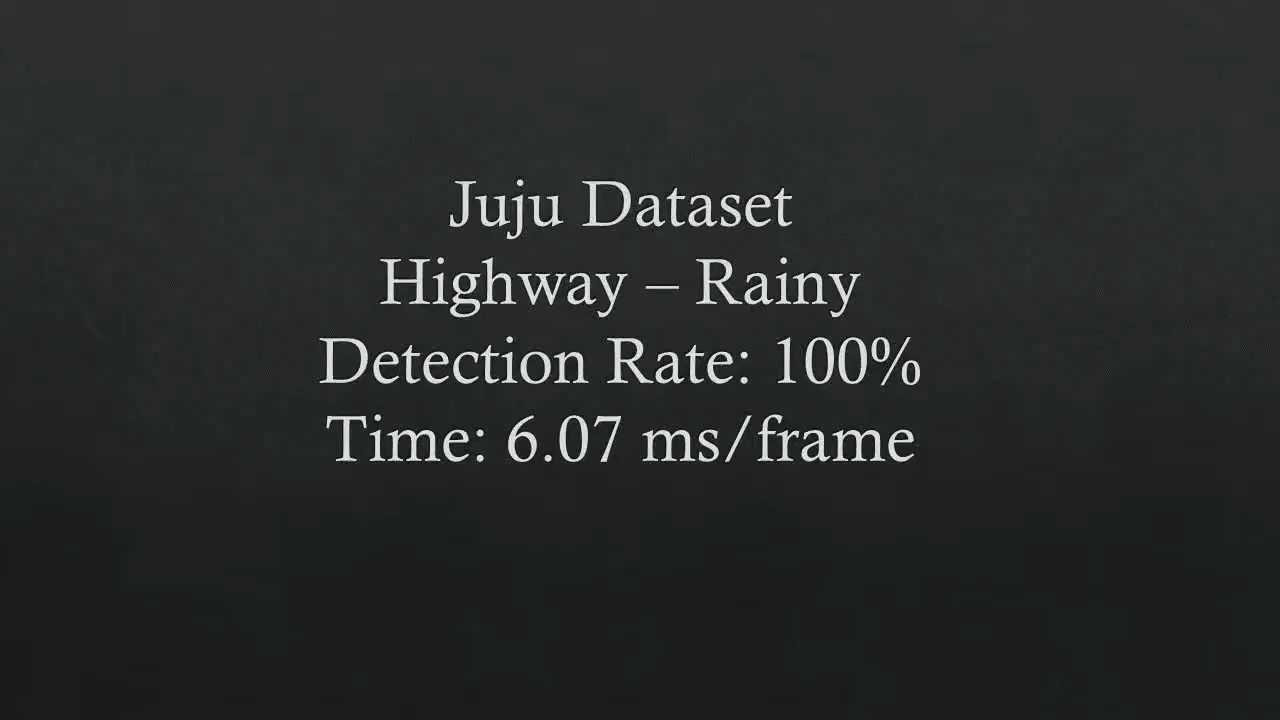 Juju Dataset
Highway – Rainy
Detection Rate: 100%
Time: 6.07 ms/frame